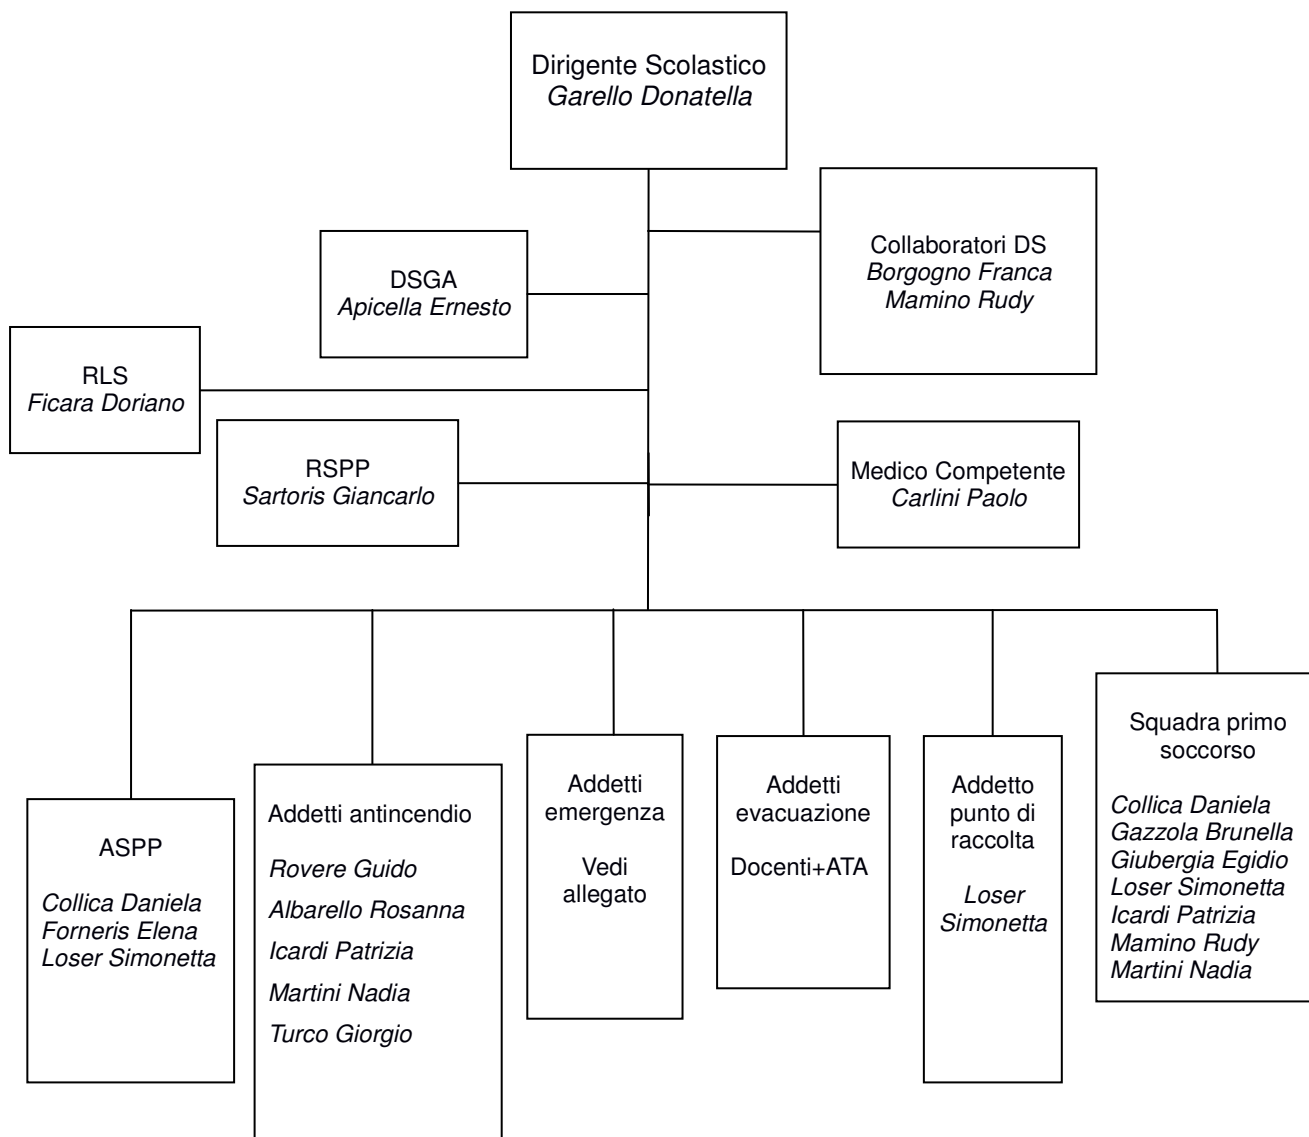 Dirigente Scolastico
Garello Donatella
Collaboratori DS
Borgogno Franca
Mamino Rudy
DSGA
Apicella Ernesto
RLS
Ficara Doriano
RSPP
Sartoris Giancarlo
Medico Competente
Carlini Paolo
ASPP
Collica Daniela
Forneris Elena
Loser Simonetta
Addetti antincendio
Rovere Guido
Albarello Rosanna
Icardi Patrizia
Martini Nadia
Turco Giorgio
Addetti
emergenza
Vedi
allegato
Addetti
evacuazione
Docenti+ATA
Addetto
punto di
raccolta
Loser
Simonetta
Squadra primo
soccorso
Collica Daniela
Gazzola Brunella
Giubergia Egidio
Loser Simonetta
Icardi Patrizia
Mamino Rudy
Martini Nadia